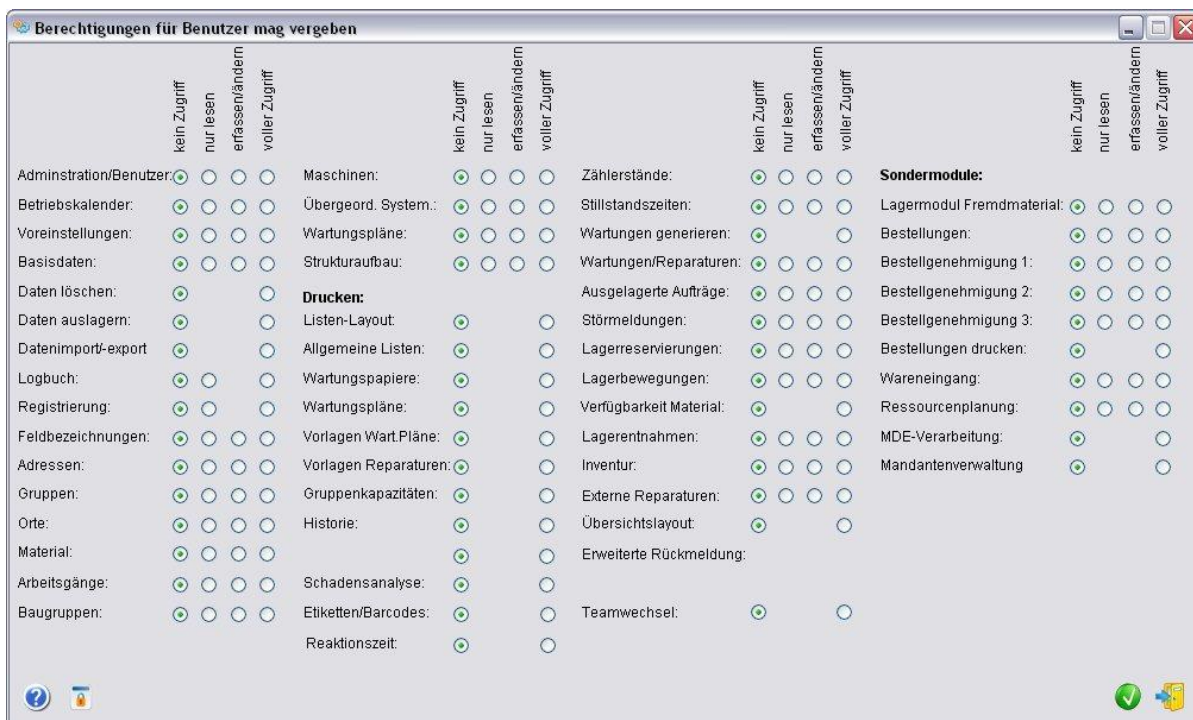 Berechtigungen für Benutzer mag vergeben
kein Zugriff
nur lesen
erfassen/ändern
voller Zugriff
Adminstration/Benutzer:
Betriebskalender:
Voreinstellungen:
Basisdaten:
Daten löschen:
Daten auslagern:
Datenimport/-export
Logbuch:
Registrierung:
Feldbezeichnungen:
Adressen:
Gruppen:
Orte:
Material:
Arbeitsgänge:
Baugruppen:
kein Zugriff
nur lesen
erfassen/ändern
voller Zugriff
Maschinen:
Übergeord. System.:
Wartungspläne:
Strukturaufbau:
Drucken:
Listen-Layout:
Allgemeine Listen:
Wartungspapiere:
Wartungspläne:
Vorlagen Wart.Pläne:
Vorlagen Reparaturen:
Gruppenkapazitäten:
Historie:
Schadensanalyse:
Etiketten/Barcodes:
Reaktionszeit:
kein Zugriff
nur lesen
erfassen/ändern
voller Zugriff
Zählerstände:
Stillstandszeiten:
Wartungen generieren:
Wartungen/Reparaturen:
Ausgelagerte Aufträge:
Störmeldungen:
Lagerreservierungen:
Lagerbewegungen:
Verfügbarkeit Material:
Lagerentnahmen:
Inventur:
Externe Reparaturen:
Übersichtslayout:
Erweiterte Rückmeldung:
Teamwechsel:
kein Zugriff
nur lesen
erfassen/ändern
voller Zugriff
Sondermodule:
Lagermodul Fremdmaterial:
Bestellungen:
Bestellgenehmigung 1:
Bestellgenehmigung 2:
Bestellgenehmigung 3:
Bestellungen drucken:
Wareneingang:
Ressourcenplanung:
MDE-Verarbeitung:
Mandantenverwaltung